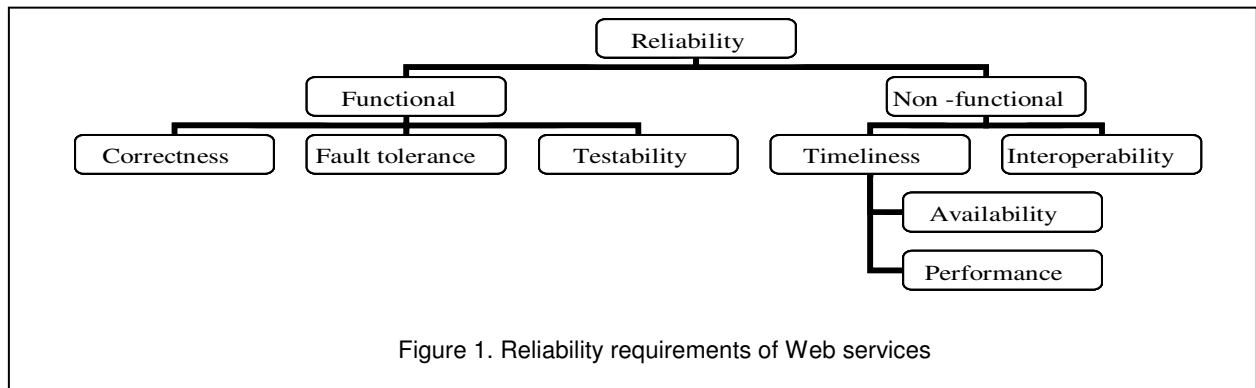 Reliability
Functional
Non -functional
Correctness
Fault tolerance
Testability
Timeliness
Interoperability
Availability
Performance
Figure 1. Reliability requirements of Web services